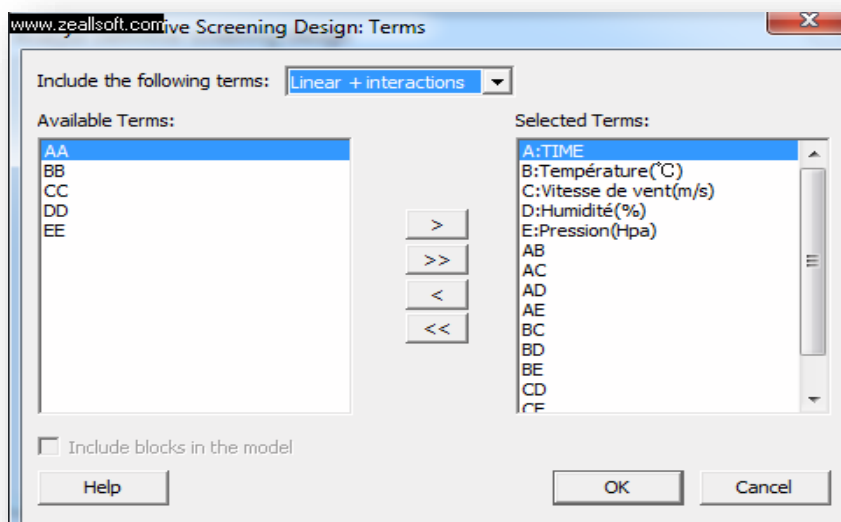 www.zeallsoft.com ive Screening Design: Terms
Include the following terms: Linear + interactions
Available Terms:
AA
BB
CC
DD
EE
>
>>
<
<<
Selected Terms:
A:TIME
B:Température(℃)
C:Vitesse de vent(m/s)
D:Humidité(%)
E:Pression(Hpa)
AB
AC
AD
AE
BC
BD
BE
CD
CE
Include blocks in the model
Help
OK
Cancel